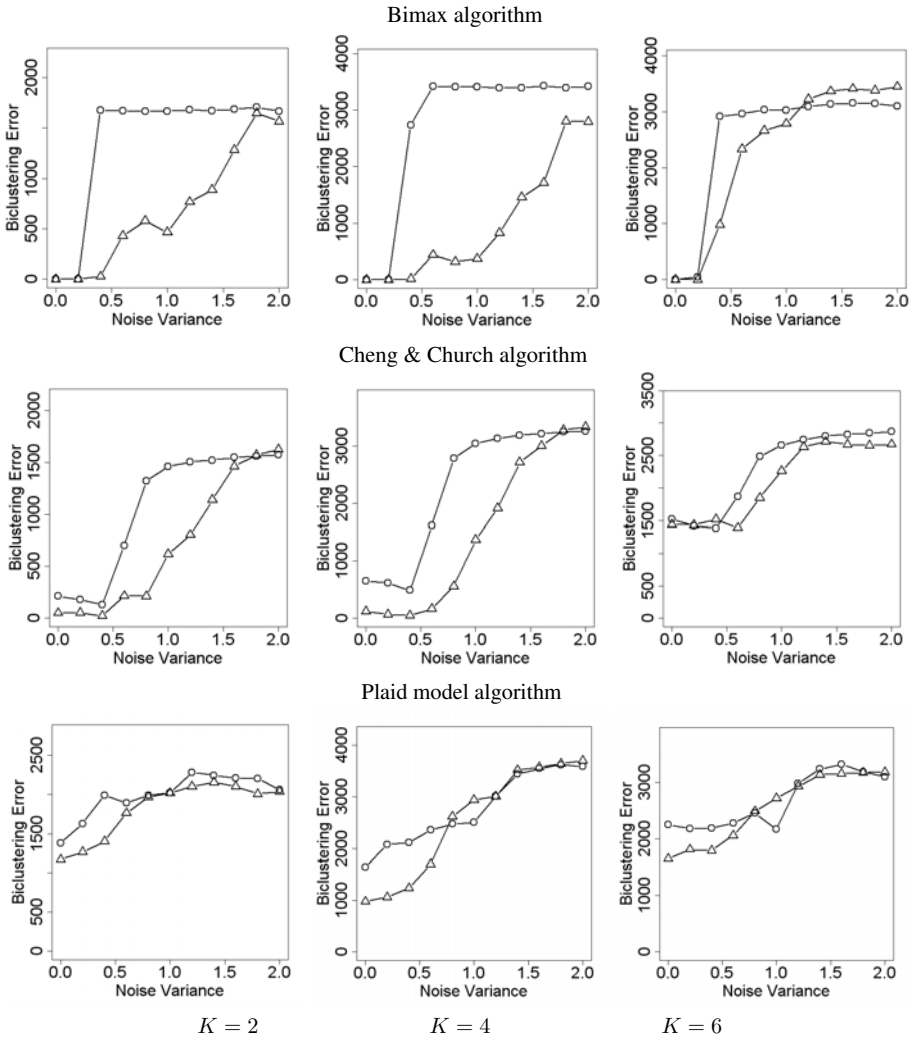 Bimax algorithm
Biclustering Error
0 500 1000 2000
0.0 0.5 1.0 1.5 2.0
Noise Variance
Biclustering Error
0 1000 2000 3000 4000
0.0 0.5 1.0 1.5 2.0
Noise Variance
Biclustering Error
0 1000 2000 3000 4000
0.0 0.5 1.0 1.5 2.0
Noise Variance
Cheng & Church algorithm
Biclustering Error
0 500 1000 1500 2000
0.0 0.5 1.0 1.5 2.0
Noise Variance
Biclustering Error
0 1000 2000 3000
0.0 0.5 1.0 1.5 2.0
Noise Variance
Biclustering Error
0 500 1500 2500 3500
0.0 0.5 1.0 1.5 2.0
Noise Variance
Plaid model algorithm
Biclustering Error
0 500 1500 2500
0.0 0.5 1.0 1.5 2.0
Noise Variance
Biclustering Error
0 1000 2000 3000 4000
0.0 0.5 1.0 1.5 2.0
Noise Variance
Biclustering Error
0 1000 2000 3000
0.0 0.5 1.0 1.5 2.0
Noise Variance
K = 2 K = 4 K = 6